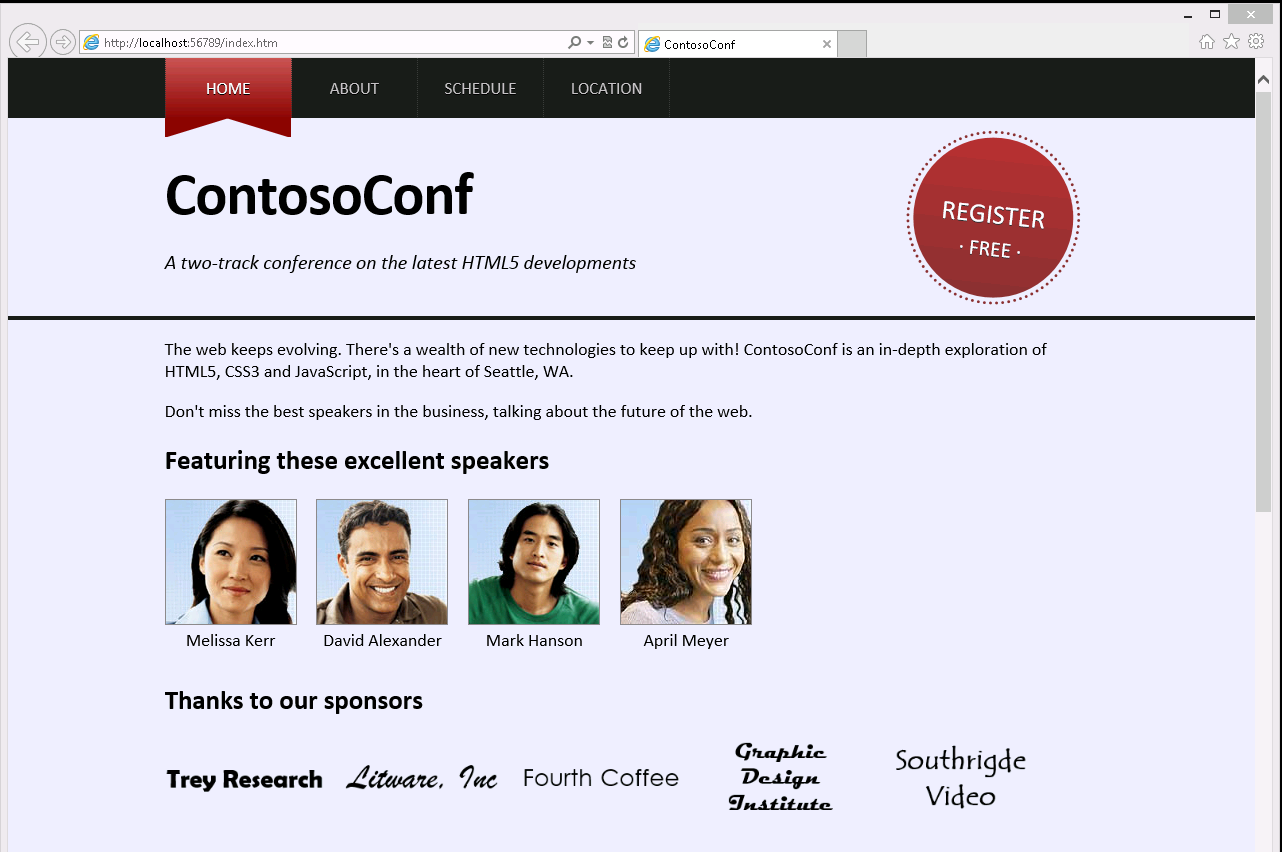 http://localhost:56789/index.htm
ContosoConf
HOME
ABOUT
SCHEDULE
LOCATION
ContosoConf
A two-track conference on the latest HTML5 developments
REGISTER
· FREE ·
The web keeps evolving. There's a wealth of new technologies to keep up with! ContosoConf is an in-depth exploration of
HTML5, CSS3 and JavaScript, in the heart of Seattle, WA.
Don't miss the best speakers in the business, talking about the future of the web.
Featuring these excellent speakers
Melissa Kerr
David Alexander
Mark Hanson
April Meyer
Thanks to our sponsors
Trey Research
Litware, Inc
Fourth Coffee
Graphic
Design
Institute
Southrigde
Video